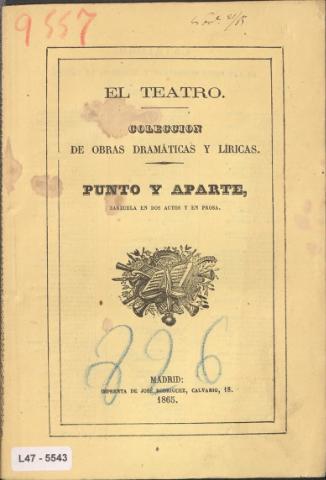 9557
EL TEATRO.
COLECCION
DE OBRAS DRAMÁTICAS Y LÍRICAS.
PUNTO Y APARTE,
ZARZUELA EN DOS ACTOS Y EN PROSA.
226
MADRID:
IMPRENTA DE JOSÉ RODRIGUEZ, CALVARIO, 18.
1865.
L47 - 5543